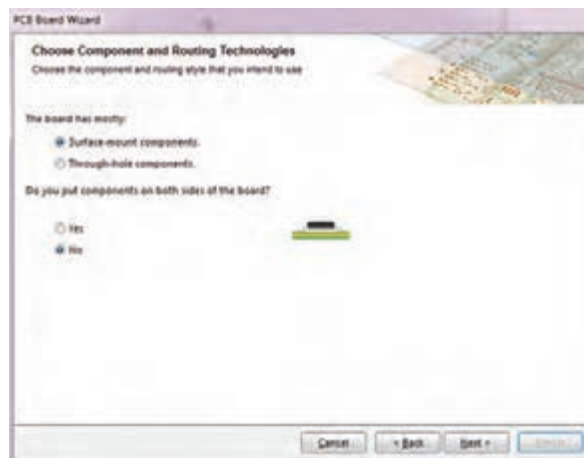 PCB Board Wizard
Choose Component and Routing Technologies
Choose the component and routing style that you intend to use
The board has mostly:
Surface-mount components.
Through-hole components.
Do you put components on both sides of the board?
Yes
No
Cancel
< Back
Next >